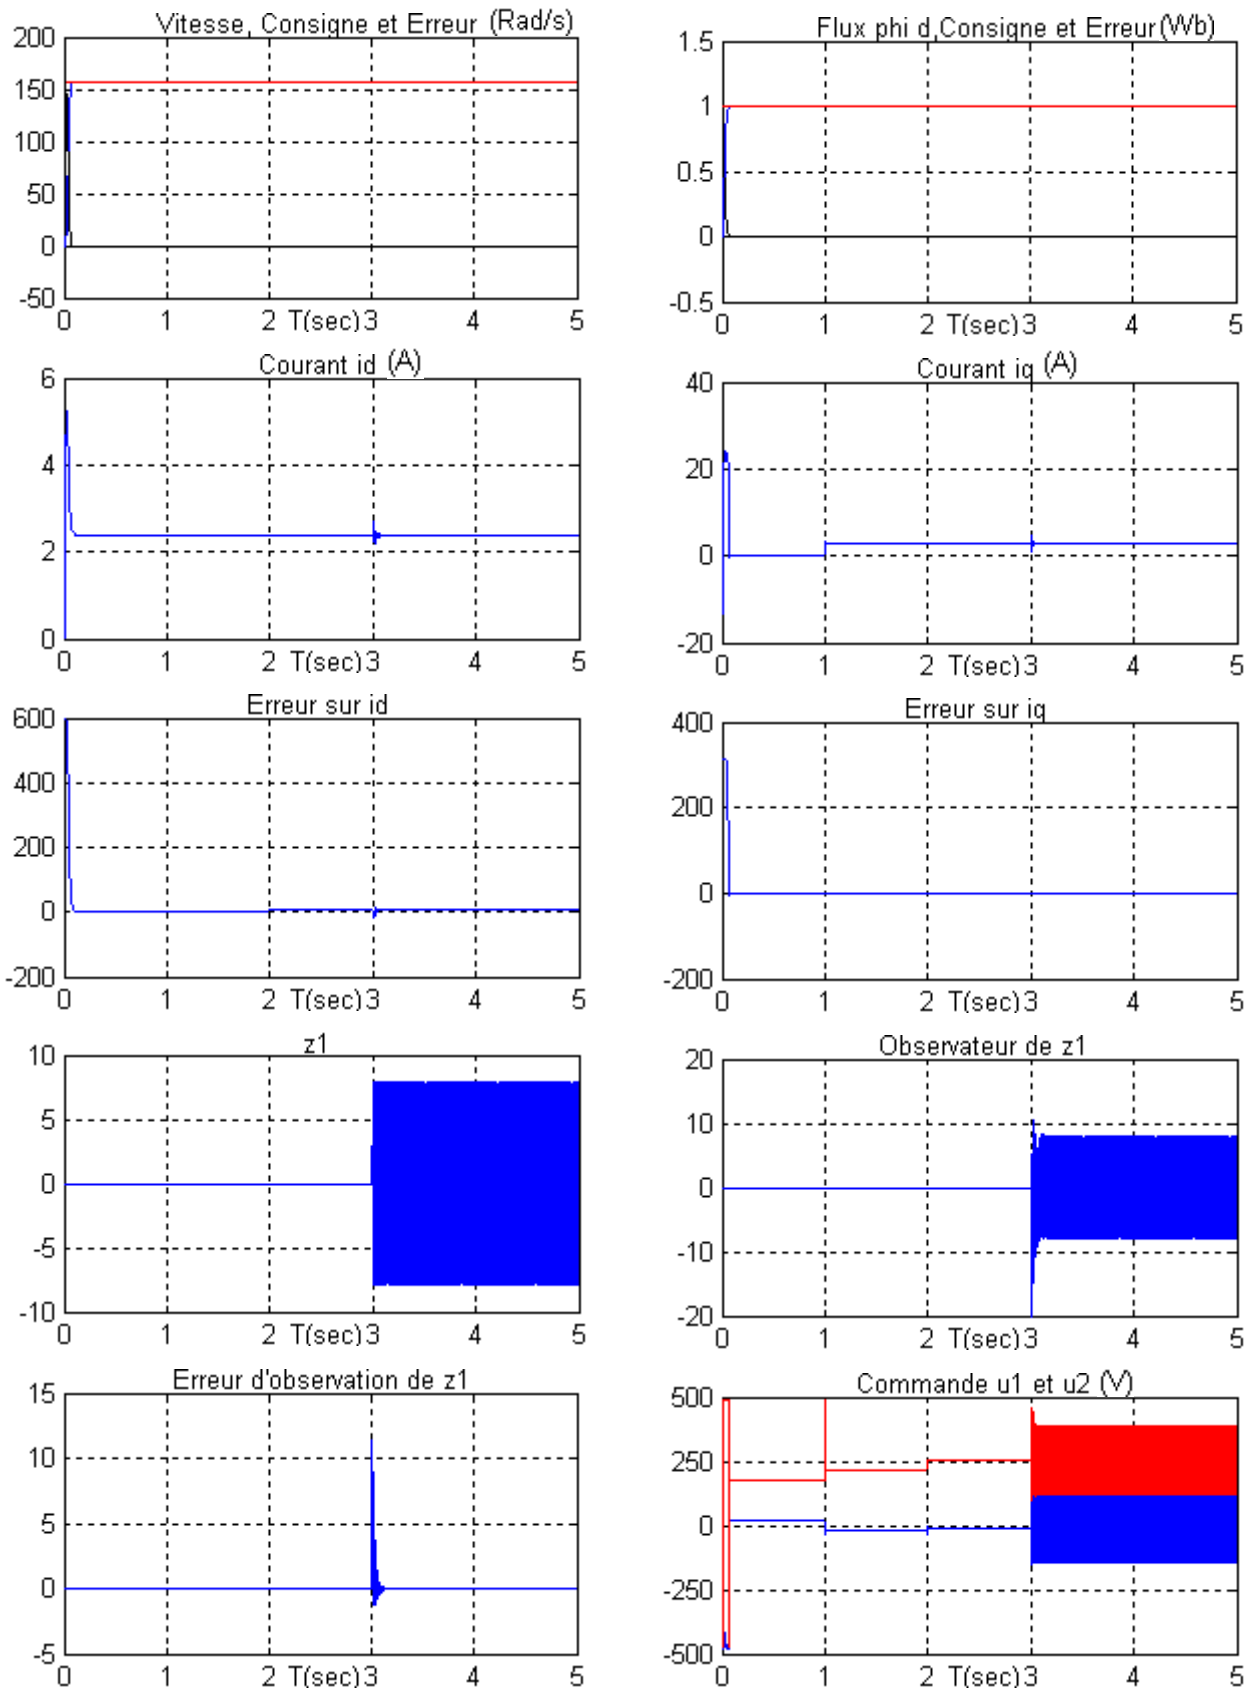 Vitesse, Consigne et Erreur (Rad/s)
200
150
100
50
0
-50
0 1 2 T(sec) 3 4 5
Flux phi d,Consigne et Erreur (Wb)
1.5
1
0.5
0
-0.5
0 1 2 T(sec) 3 4 5
Courant id (A)
6
4
2
0
0 1 2 T(sec) 3 4 5
Courant iq (A)
40
20
0
-20
0 1 2 T(sec) 3 4 5
Erreur sur id
600
400
200
0
-200
0 1 2 T(sec) 3 4 5
Erreur sur iq
400
200
0
-200
0 1 2 T(sec) 3 4 5
z1
10
5
0
-5
-10
0 1 2 T(sec) 3 4 5
Observateur de z1
20
10
0
-10
-20
0 1 2 T(sec) 3 4 5
Erreur d'observation de z1
15
10
5
0
-5
0 1 2 T(sec) 3 4 5
Commande u1 et u2 (V)
500
250
0
-250
-500
0 1 2 T(sec) 3 4 5